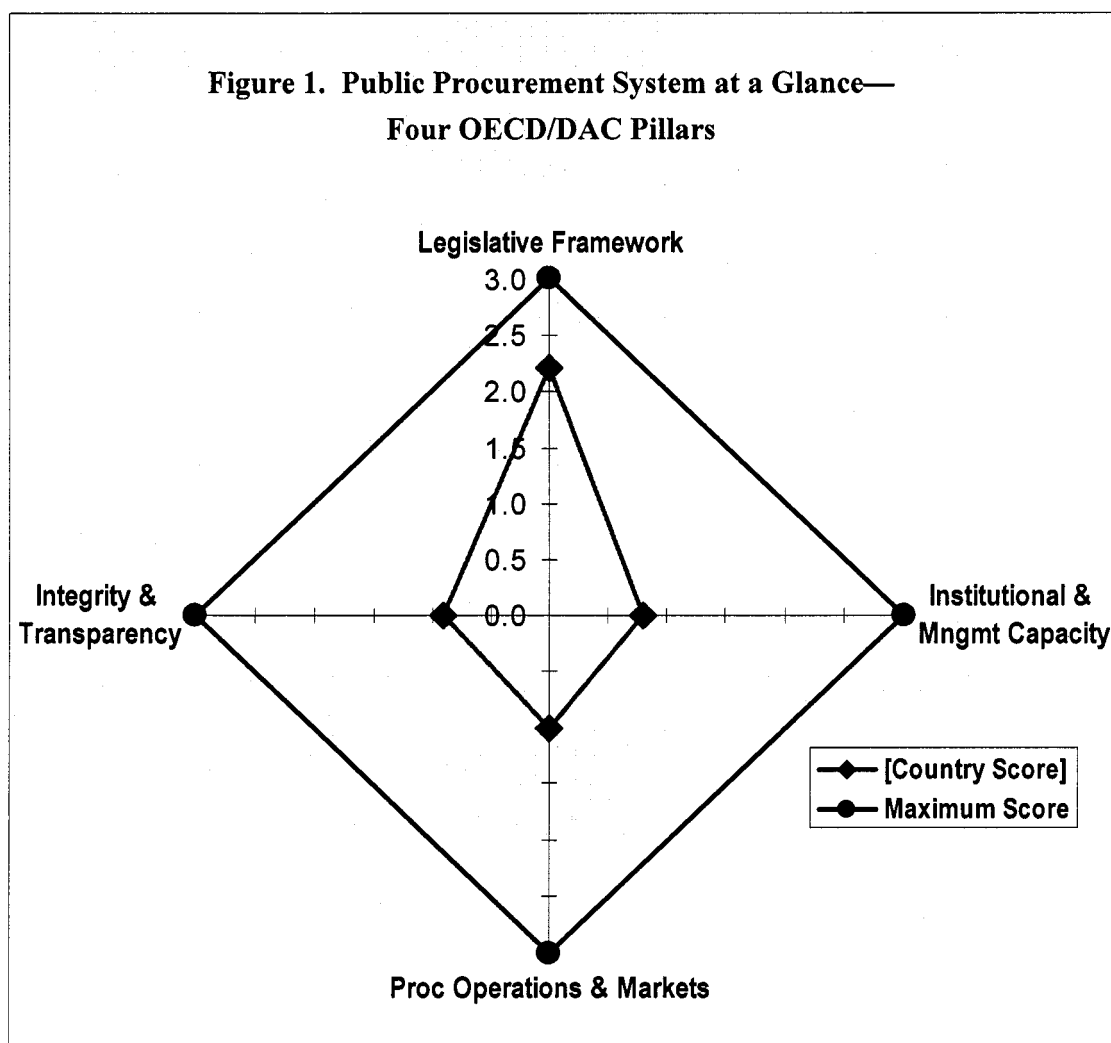 Figure 1. Public Procurement System at a Glance—
Four OECD/DAC Pillars
Legislative Framework
3.0
2.5
2.0
1.5
1.0
0.5
0.0
Integrity &
Transparency
Institutional &
Mngmt Capacity
[Country Score]
Maximum Score
Proc Operations & Markets